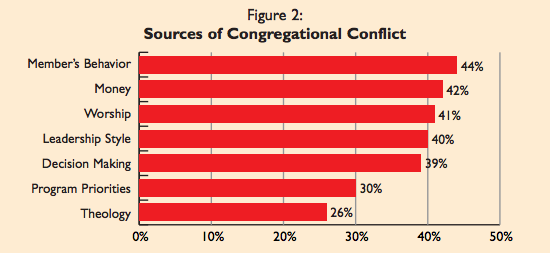 Figure 2:
Sources of Congregational Conflict
Member's Behavior 44%
Money 42%
Worship 41%
Leadership Style 40%
Decision Making 39%
Program Priorities 30%
Theology 26%
0% 10% 20% 30% 40% 50%